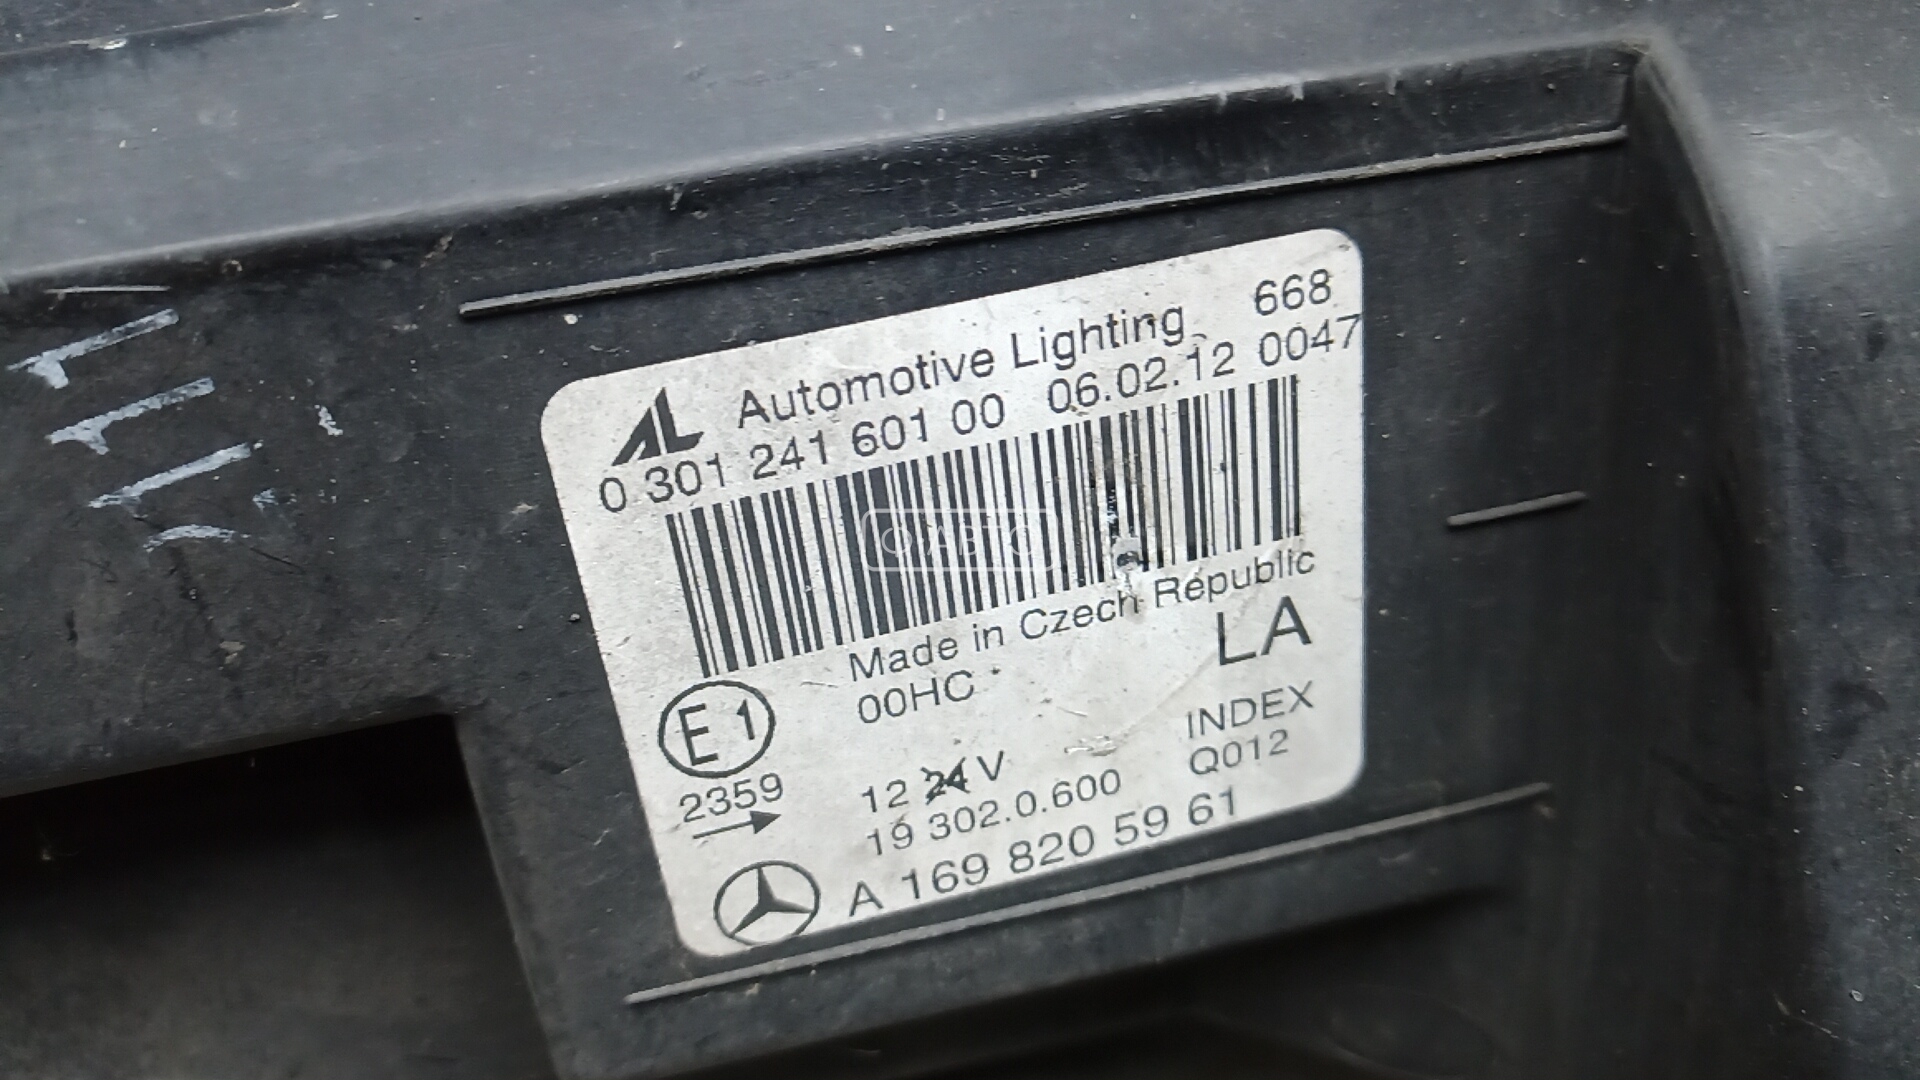 Automotive Lighting 668
0 301 241 601 00 06.02.12 0047
АВТО
Made in Czech Republic
00HC LA
E1
2359
12 24 V INDEX
19 302.0.600 Q012
A 169 820 59 61